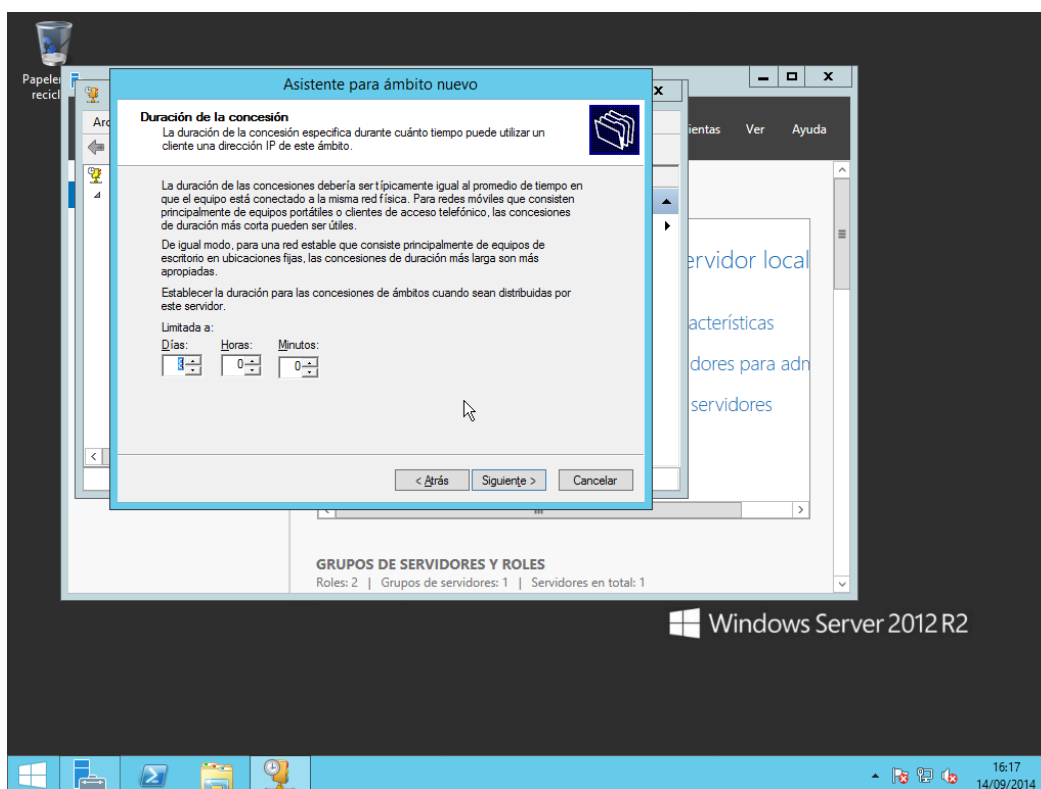 Papele
recicl
Asistente para ámbito nuevo
x
x
Arc
ientas Ver Ayuda
Duración de la concesión
La duración de la concesión especifica durante cuánto tiempo puede utilizar un
cliente una dirección IP de este ámbito.
La duración de las concesiones debería ser típicamente igual al promedio de tiempo en
que el equipo está conectado a la misma red física. Para redes móviles que consisten
principalmente de equipos portátiles o clientes de acceso telefónico, las concesiones
de duración más corta pueden ser útiles.
De igual modo, para una red estable que consiste principalmente de equipos de
escritorio en ubicaciones fijas, las concesiones de duración más larga son más
apropiadas.
Establecer la duración para las concesiones de ámbitos cuando sean distribuidas por
este servidor.
Limitada a:
Días: Horas: Minutos:
0 0
< Atrás Siguiente > Cancelar
ervidor local
acterísticas
dores para adn
servidores
GRUPOS DE SERVIDORES Y ROLES
Roles: 2 | Grupos de servidores: 1 | Servidores en total: 1
Windows Server 2012 R2
16:17
14/09/2014